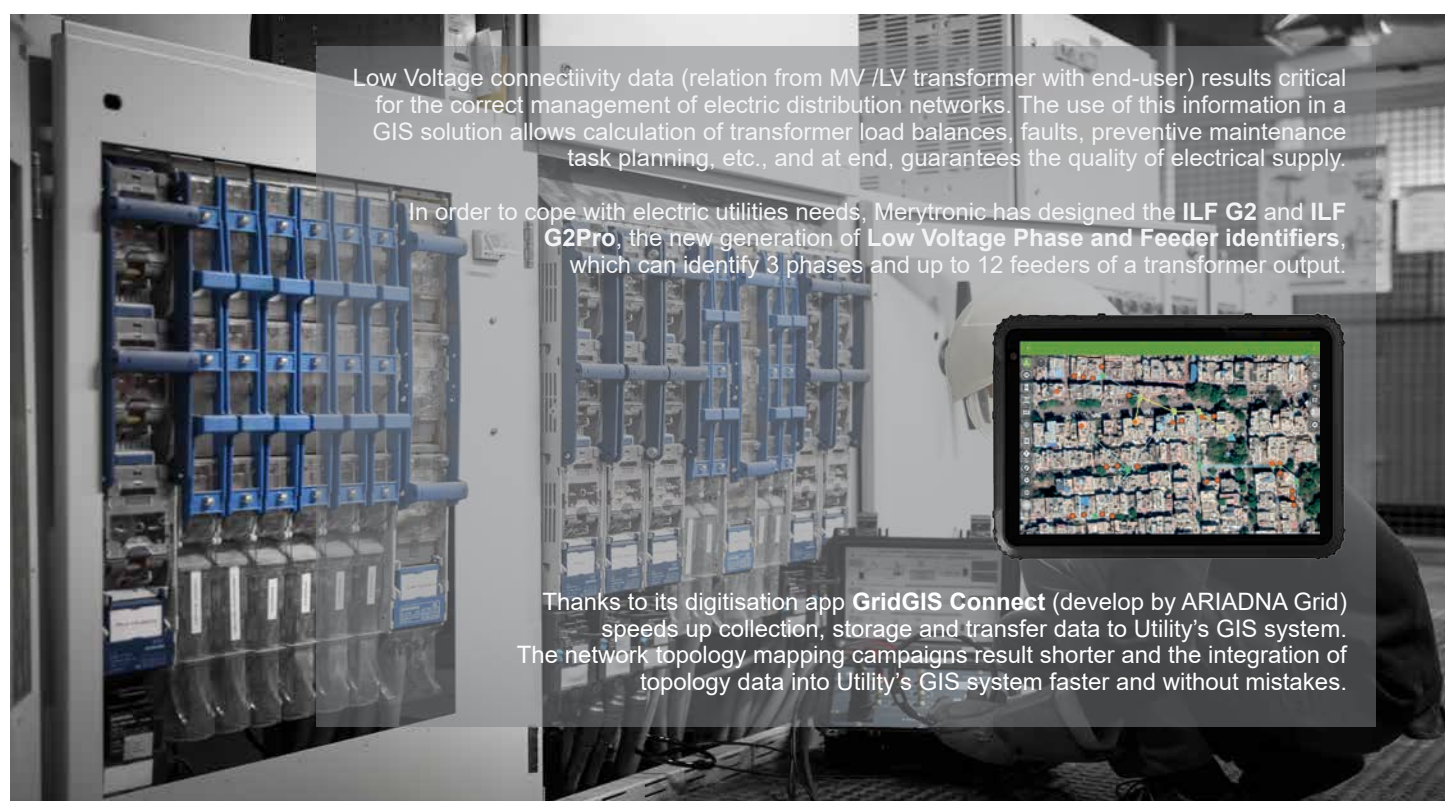 Low Voltage connectiivity data (relation from MV /LV transformer with end-user) results critical
for the correct management of electric distribution networks. The use of this information in a
GIS solution allows calculation of transformer load balances, faults, preventive maintenance
task planning, etc., and at end, guarantees the quality of electrical supply.
In order to cope with electric utilities needs, Merytronic has designed the ILF G2 and ILF
G2Pro, the new generation of Low Voltage Phase and Feeder identifiers,
which can identify 3 phases and up to 12 feeders of a transformer output.
Thanks to its digitisation app GridGIS Connect (develop by ARIADNA Grid)
speeds up collection, storage and transfer data to Utility's GIS system.
The network topology mapping campaigns result shorter and the integration of
topology data into Utility's GIS system faster and without mistakes.